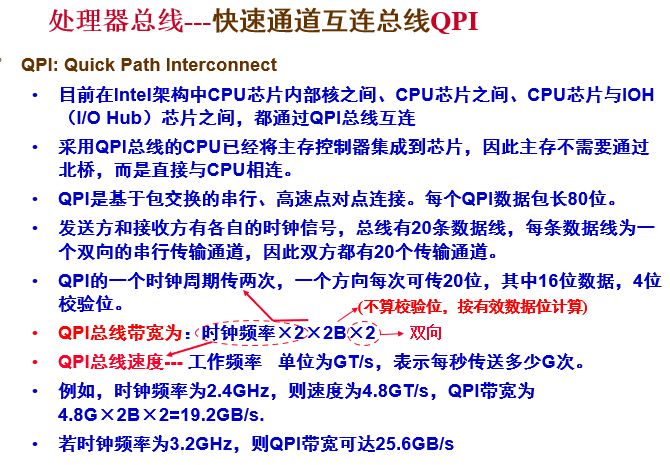 处理器总线---快速通道互连总线QPI
QPI: Quick Path Interconnect
• 目前在Intel架构中CPU芯片内部核之间、CPU芯片之间、CPU芯片与IOH
（I/O Hub）芯片之间，都通过QPI总线互连
• 采用QPI总线的CPU已经将主存控制器集成到芯片，因此主存不需要通过
北桥，而是直接与CPU相连。
• QPI是基于包交换的串行、高速点对点连接。每个QPI数据包长80位。
• 发送方和接收方有各自的时钟信号，总线有20条数据线，每条数据线为一
个双向的串行传输通道，因此双方都有20个传输通道。
• QPI的一个时钟周期传两次，一个方向每次可传20位，其中16位数据，4位
校验位。
(不算校验位，按有效数据位计算)
• QPI总线带宽为：时钟频率×2×2B×2 双向
• QPI总线速度--- 工作频率 单位为GT/s，表示每秒传送多少G次。
• 例如，时钟频率为2.4GHz，则速度为4.8GT/s，QPI带宽为
4.8G×2B×2=19.2GB/s.
• 若时钟频率为3.2GHz，则QPI带宽可达25.6GB/s